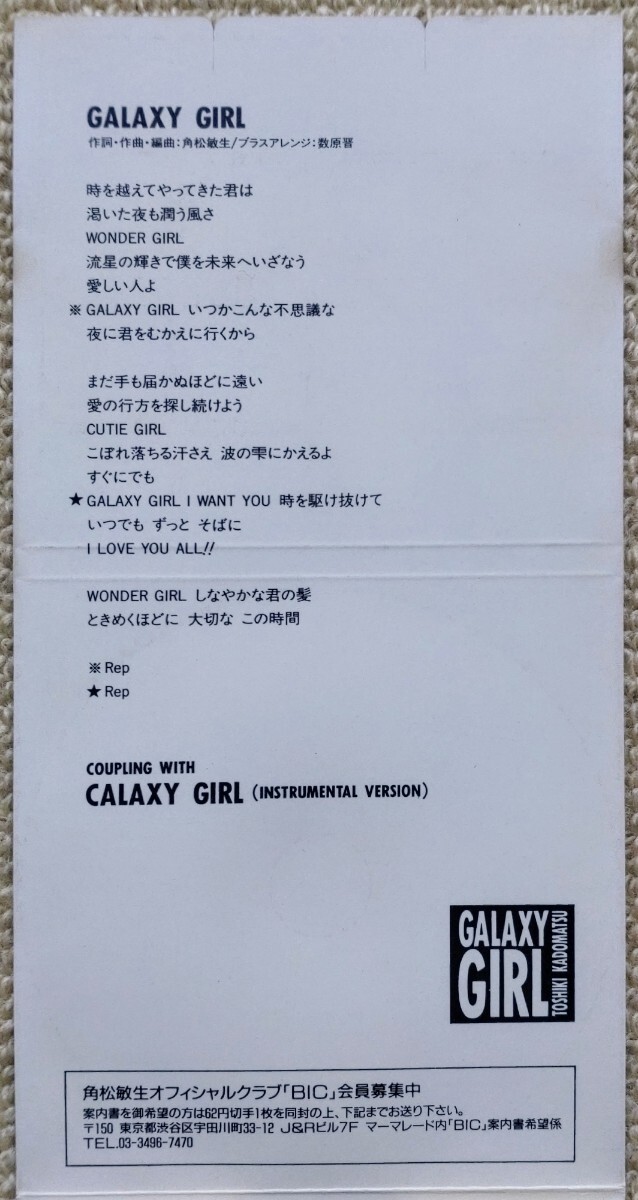 GALAXY GIRL
作詞・作曲・編曲:角松敏生/ブラスアレンジ:数原晋
時を越えてやってきた君は
渇いた夜も潤う風さ
WONDER GIRL
流星の輝きで僕を未来へいざなう
愛しい人よ
※ GALAXY GIRL いつかこんな不思議な
夜に君をむかえに行くから
まだ手も届かぬほどに遠い
愛の行方を探し続けよう
CUTIE GIRL
こぼれ落ちる汗さえ 波の雫にかえるよ
すぐにでも
★ GALAXY GIRL I WANT YOU 時を駆け抜けて
いつでも ずっと そばに
I LOVE YOU ALL!!
WONDER GIRL しなやかな君の髪
ときめくほどに 大切な この時間
※ Rep
★ Rep
COUPLING WITH
CALAXY GIRL (INSTRUMENTAL VERSION)
GALAXY
GIRL
TOSHIKI KADOMATSU
角松敏生オフィシャルクラブ「BIC」会員募集中
案内書を御希望の方は62円切手1枚を同封の上、下記までお送り下さい。
〒150 東京都渋谷区宇田川町33-12 J&Rビル7F マーマレード内「BIC」案内書希望係
TEL.03-3496-7470